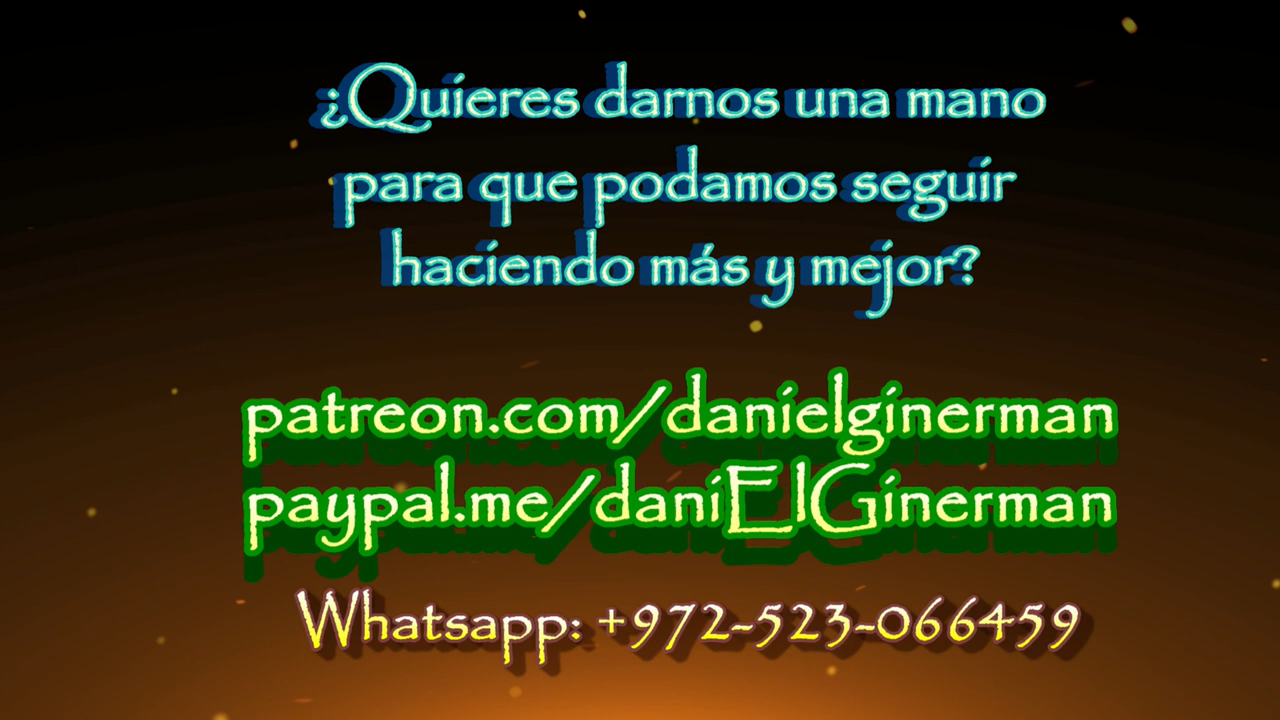 ¿Quieres darnos una mano
para que podamos seguir
haciendo más y mejor?
patreon.com/danielginerman
paypal.me/daniElGinerman
Whatsapp: +972-523-066459